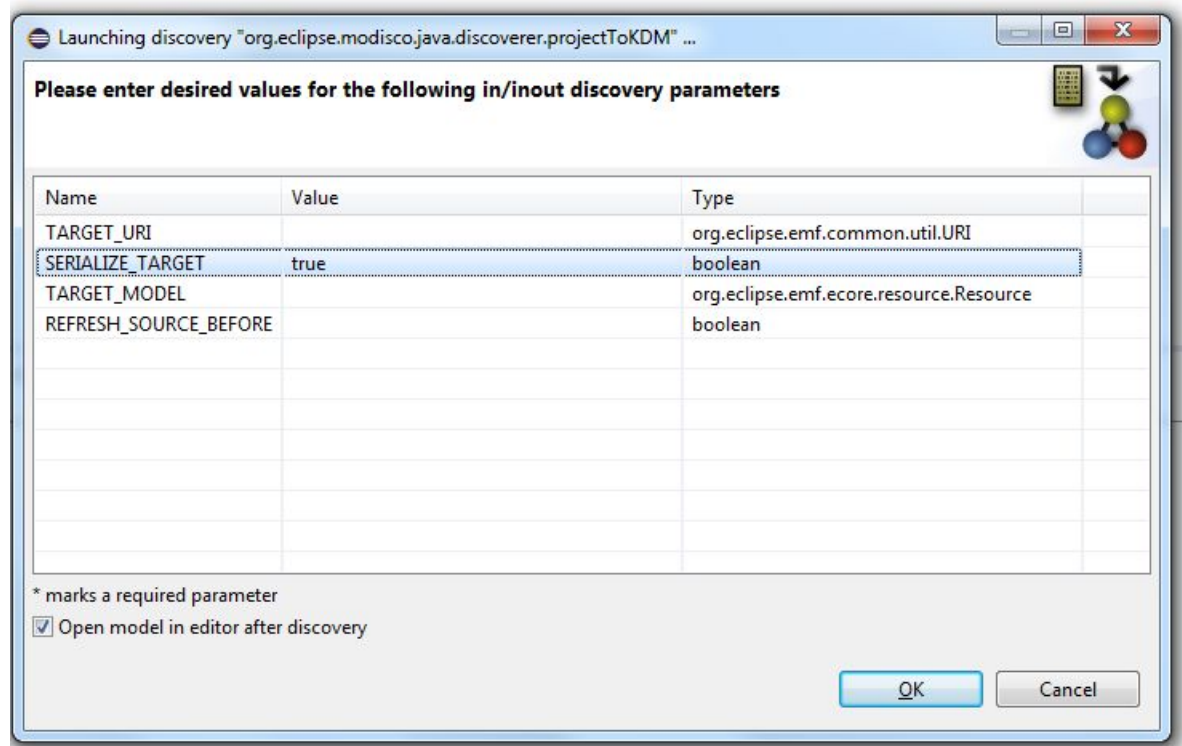 Launching discovery "org.eclipse.modisco.java.discoverer.projectToKDM" ...
Please enter desired values for the following in/inout discovery parameters
Name Value Type
TARGET_URI org.eclipse.emf.common.util.URI
SERIALIZE_TARGET true boolean
TARGET_MODEL org.eclipse.emf.ecore.resource.Resource
REFRESH_SOURCE_BEFORE boolean
* marks a required parameter
Open model in editor after discovery
OK Cancel